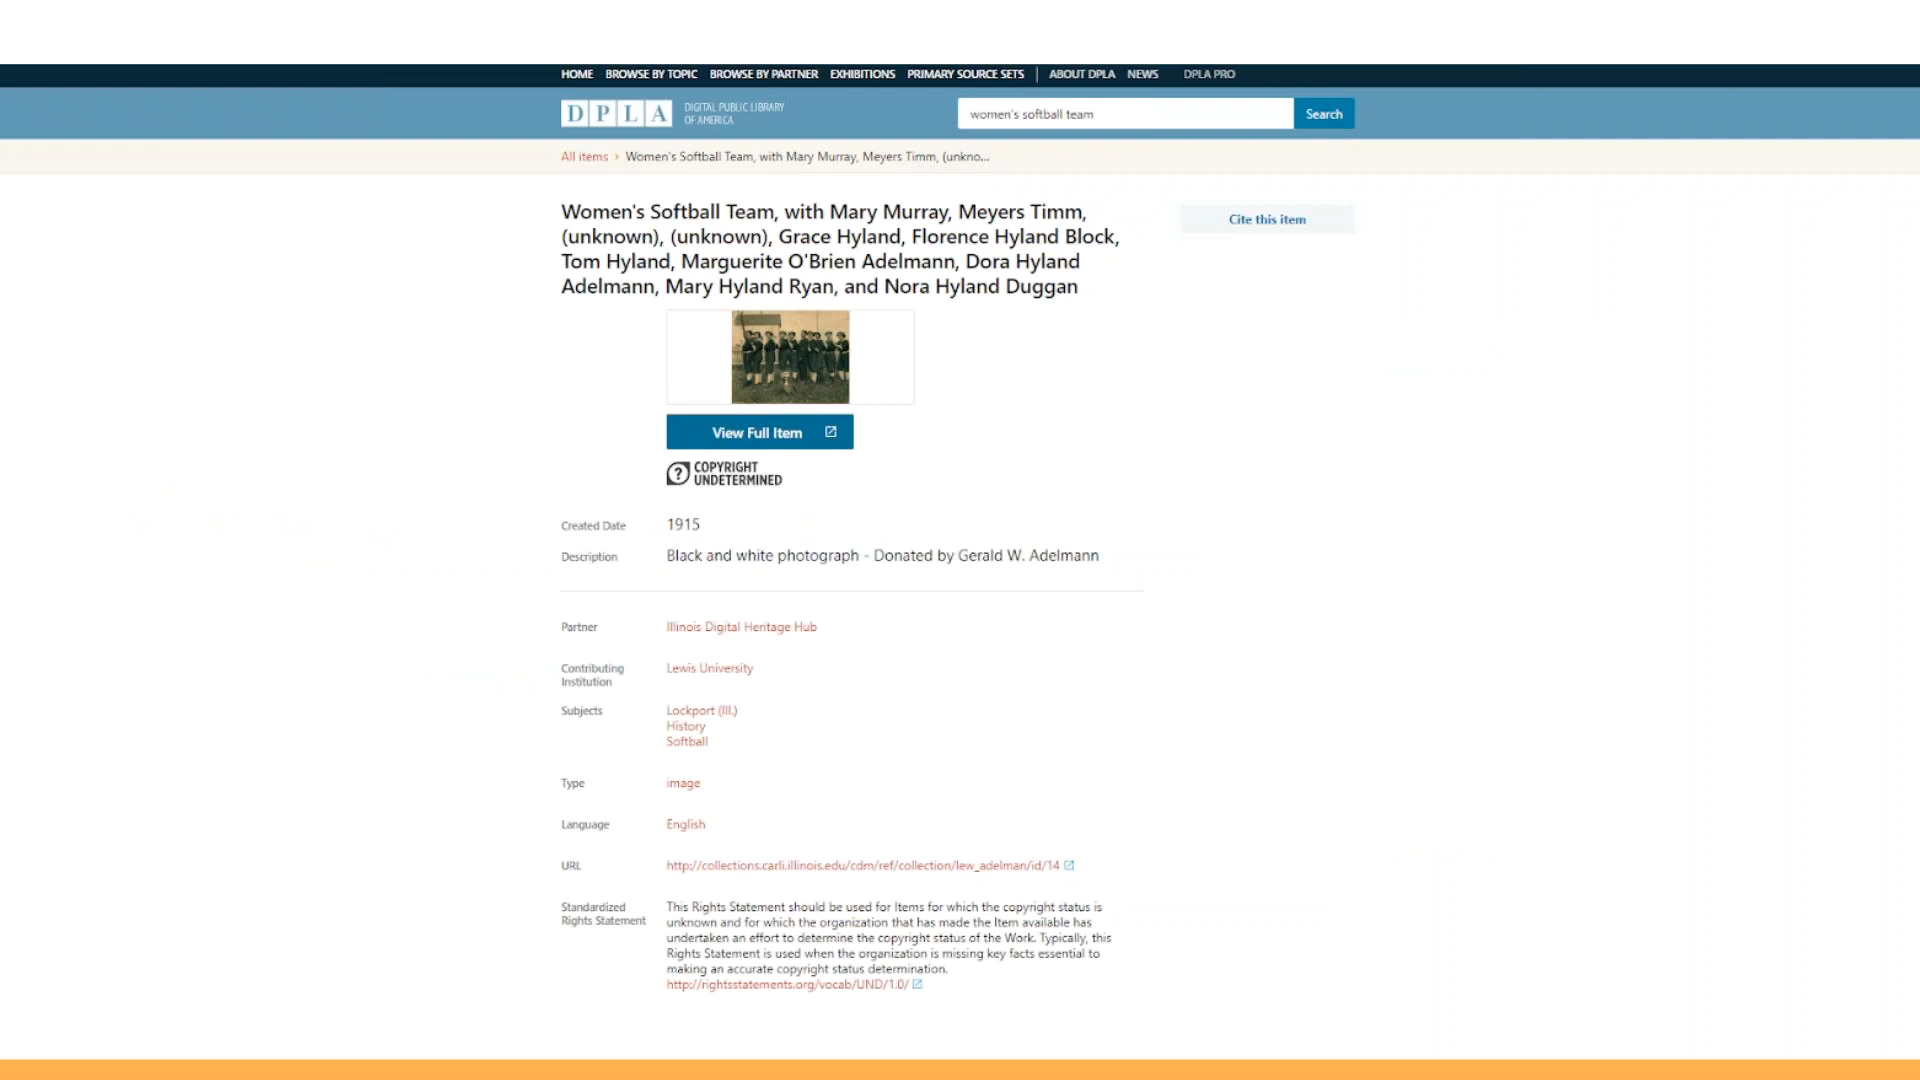 HOME BROWSE BY TOPIC BROWSE BY PARTNER EXHIBITIONS PRIMARY SOURCE SETS ABOUT DPLA NEWS DPLA PRO
DPLA DIGITAL PUBLIC LIBRARY
OF AMERICA
women's softball team Search
All items › Women's Softball Team, with Mary Murray, Meyers Timm, (unkno...
Women's Softball Team, with Mary Murray, Meyers Timm,
(unknown), (unknown), Grace Hyland, Florence Hyland Block,
Tom Hyland, Marguerite O'Brien Adelmann, Dora Hyland
Adelmann, Mary Hyland Ryan, and Nora Hyland Duggan
Cite this item
View Full Item
? COPYRIGHT
UNDETERMINED
Created Date 1915
Description Black and white photograph - Donated by Gerald W. Adelmann
Partner Illinois Digital Heritage Hub
Contributing
Institution
Lewis University
Subjects
Lockport (Ill.)
History
Softball
Type image
Language English
URL http://collections.carli.illinois.edu/cdm/ref/collection/lew_adelman/id/14
Standardized
Rights Statement
This Rights Statement should be used for Items for which the copyright status is
unknown and for which the organization that has made the Item available has
undertaken an effort to determine the copyright status of the Work. Typically, this
Rights Statement is used when the organization is missing key facts essential to
making an accurate copyright status determination.
http://rightsstatements.org/vocab/UND/1.0/